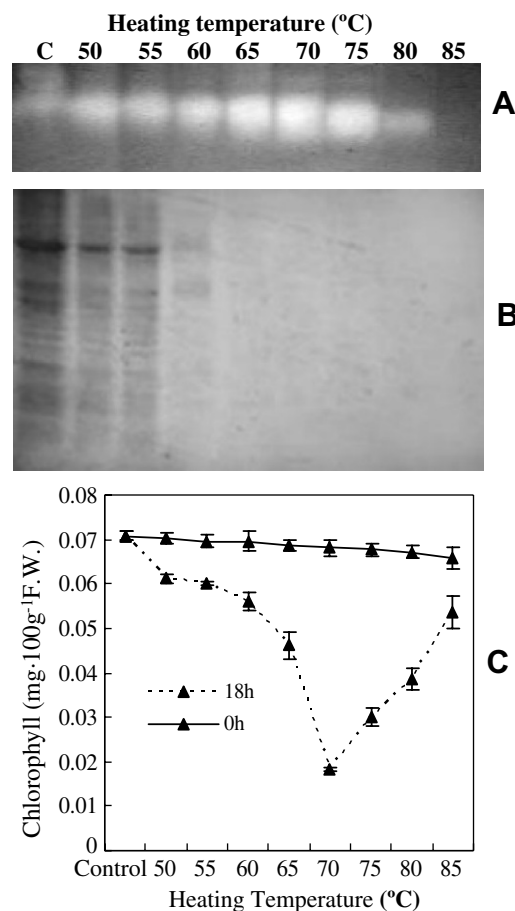 Heating temperature (ºC)
C 50 55 60 65 70 75 80 85
A
B
0.08
0.07
0.06
0.05
0.04
0.03
0.02
0.01
0
Chlorophyll (mg·100g⁻¹F.W.)
18h
0h
C
Control 50 55 60 65 70 75 80 85
Heating Temperature (ºC)